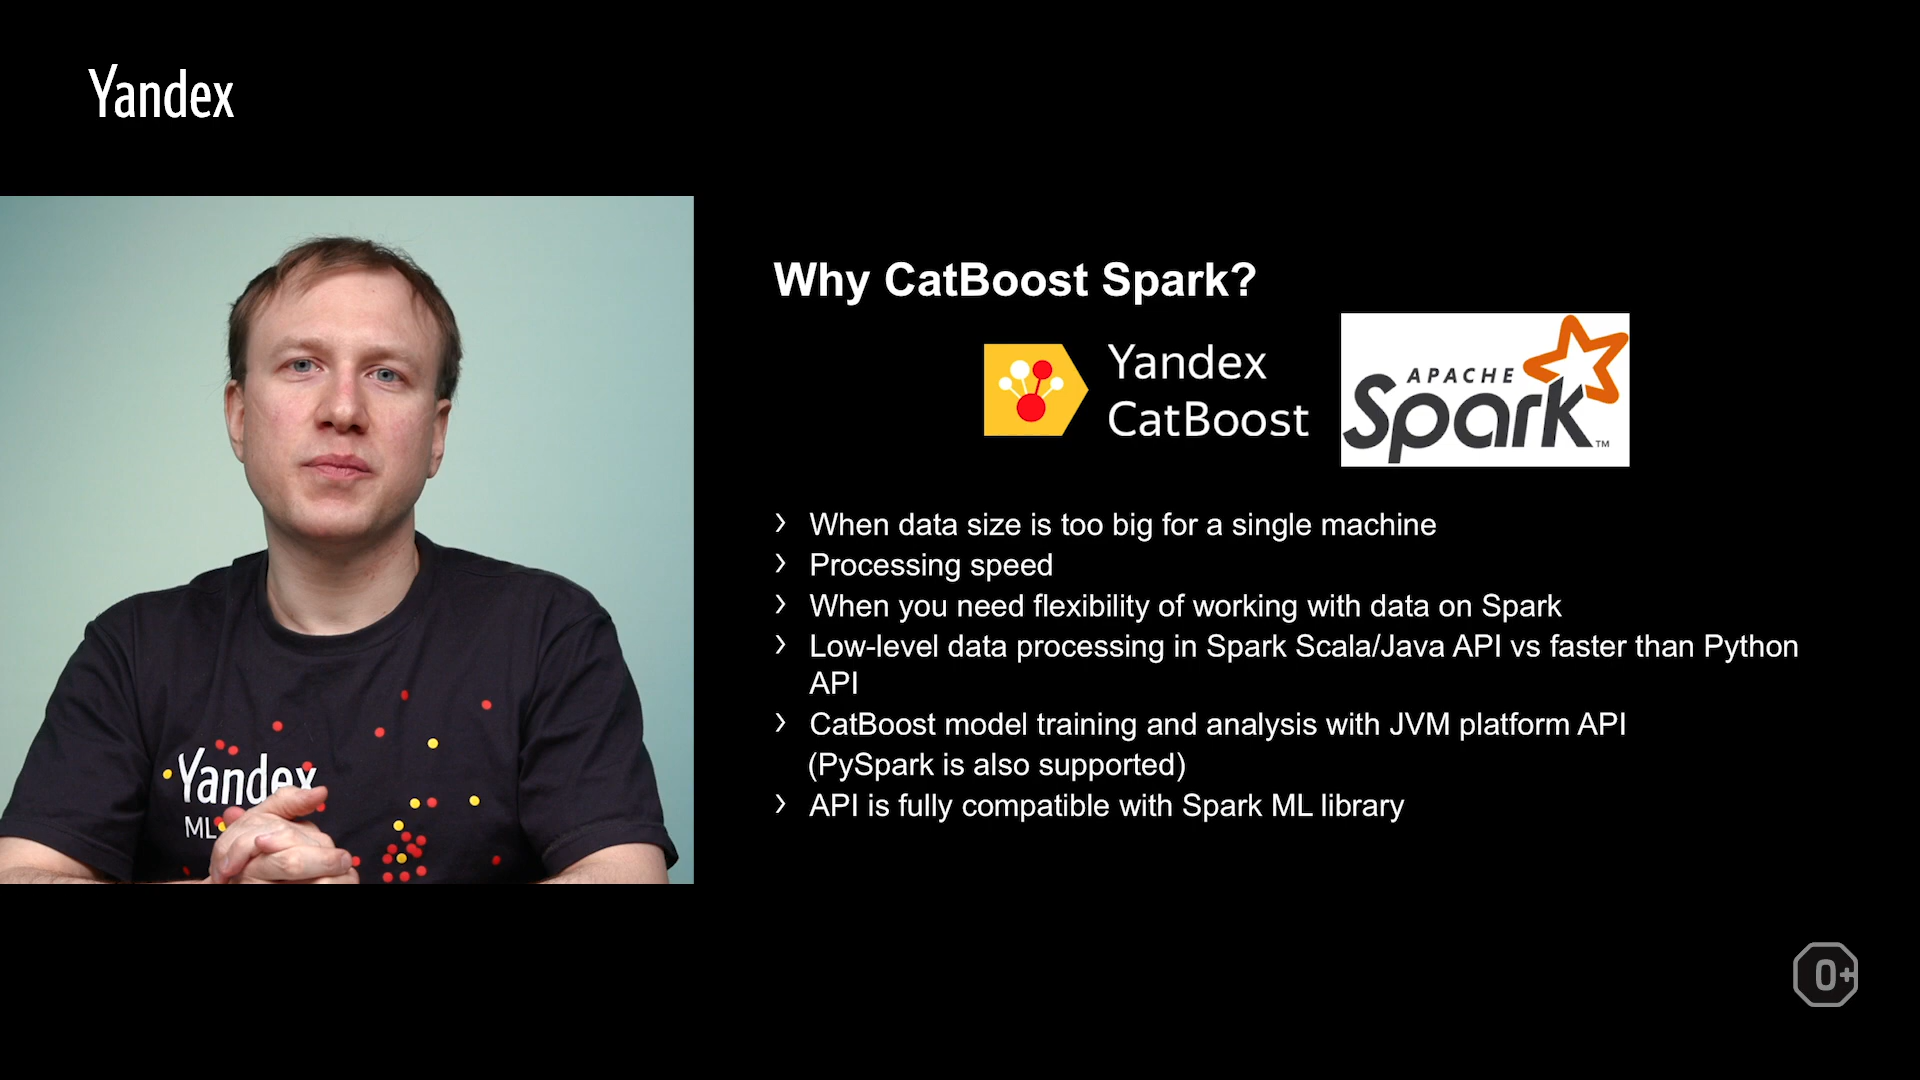 Yandex
Why CatBoost Spark?
Yandex
CatBoost
APACHE
Spark™
› When data size is too big for a single machine
› Processing speed
› When you need flexibility of working with data on Spark
› Low-level data processing in Spark Scala/Java API vs faster than Python
API
› CatBoost model training and analysis with JVM platform API
(PySpark is also supported)
› API is fully compatible with Spark ML library
Yandex
ML
0+